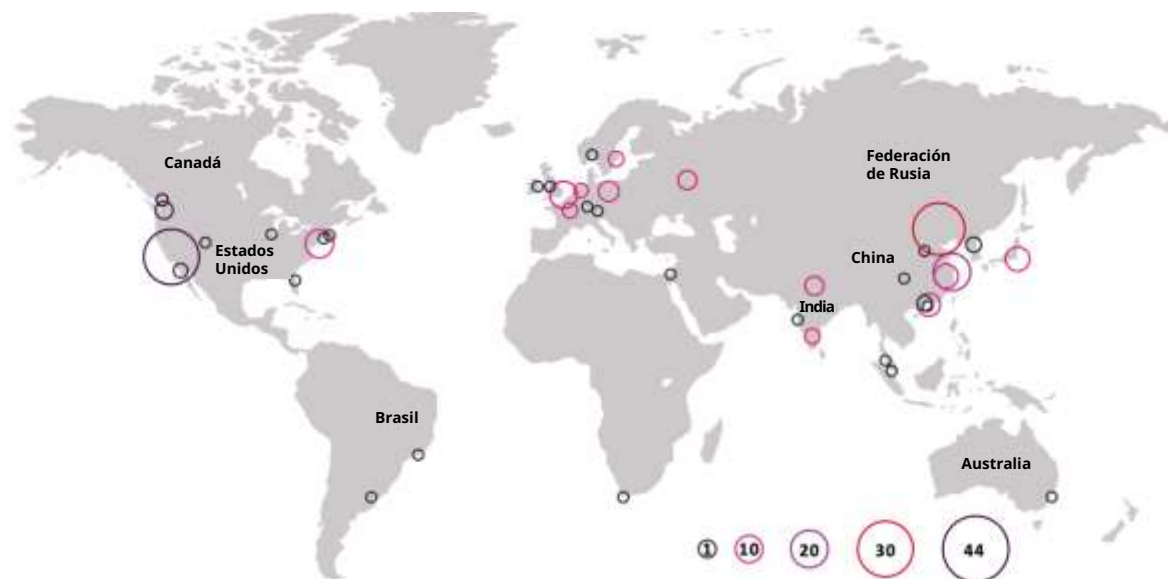 Canadá
Federación
de Rusia
Estados
Unidos
China
India
Brasil
Australia
1 10 20 30 44